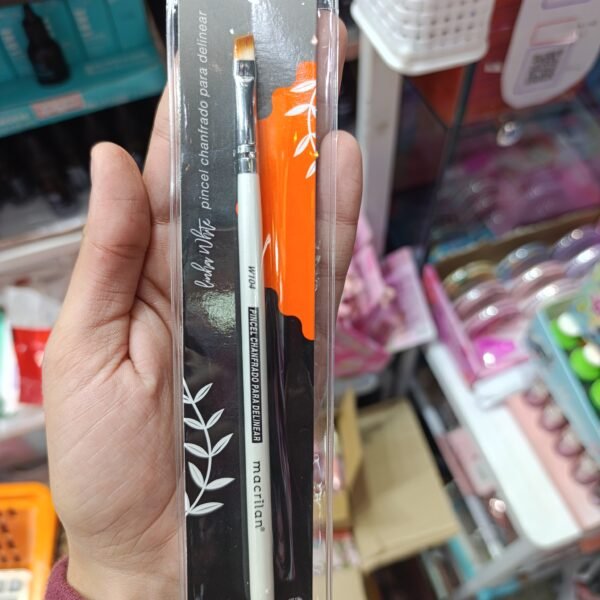 linha White pincel chanfrado para delinear
W104
PINCEL CHANFRADO PARA DELINEAR
macrilan®